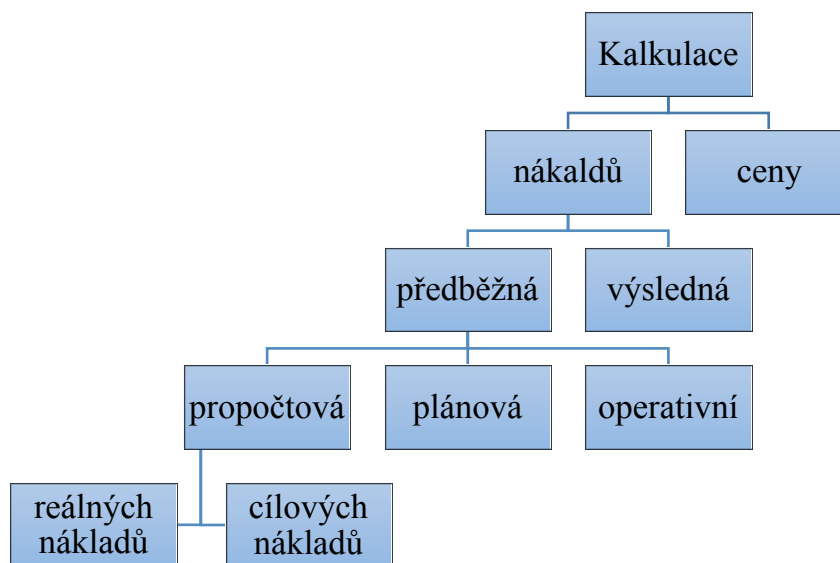 Kalkulace
nákaldů
ceny
předběžná
výsledná
propočtová
plánová
operativní
reálných
nákladů
cílových
nákladů